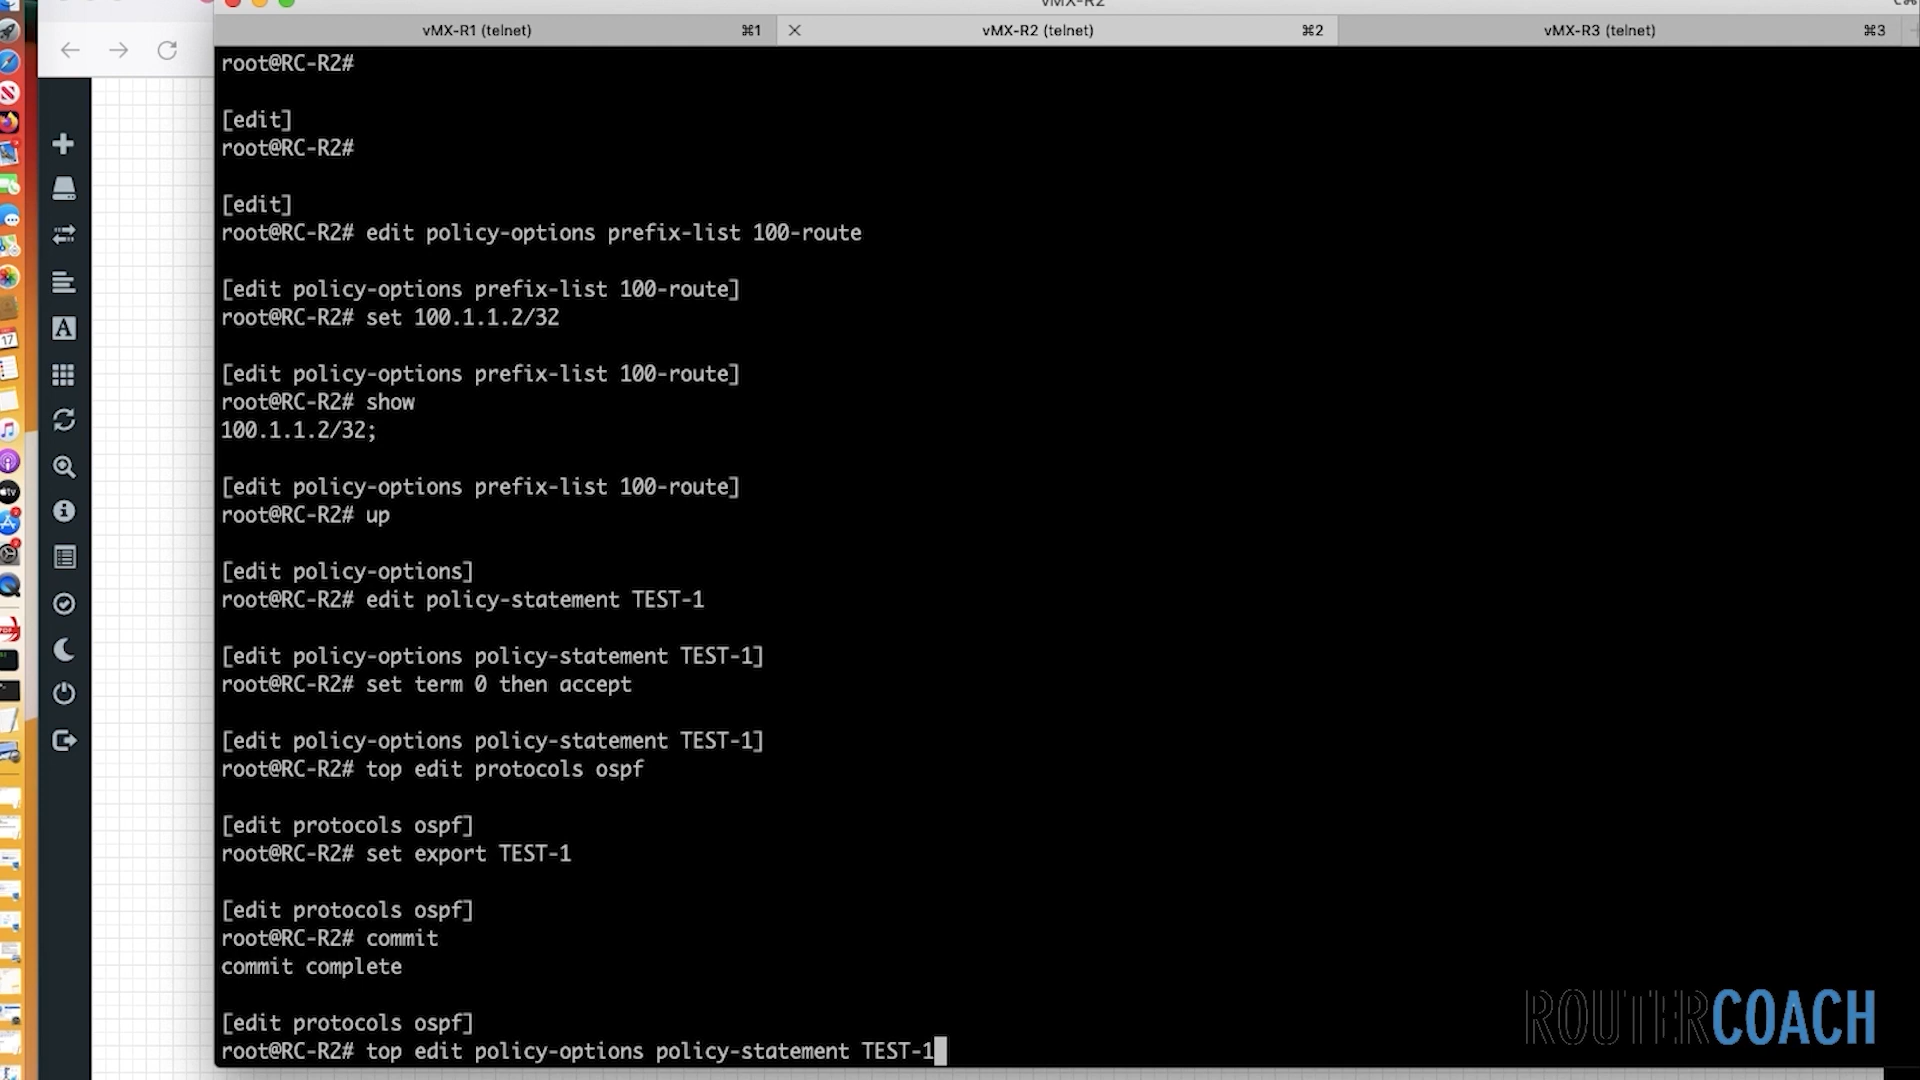 vMX-R2
vMX-R1 (telnet) ⌘1
vMX-R2 (telnet) ⌘2
vMX-R3 (telnet) ⌘3
root@RC-R2#
[edit]
root@RC-R2#
[edit]
root@RC-R2# edit policy-options prefix-list 100-route
[edit policy-options prefix-list 100-route]
root@RC-R2# set 100.1.1.2/32
[edit policy-options prefix-list 100-route]
root@RC-R2# show
100.1.1.2/32;
[edit policy-options prefix-list 100-route]
root@RC-R2# up
[edit policy-options]
root@RC-R2# edit policy-statement TEST-1
[edit policy-options policy-statement TEST-1]
root@RC-R2# set term 0 then accept
[edit policy-options policy-statement TEST-1]
root@RC-R2# top edit protocols ospf
[edit protocols ospf]
root@RC-R2# set export TEST-1
[edit protocols ospf]
root@RC-R2# commit
commit complete
[edit protocols ospf]
root@RC-R2# top edit policy-options policy-statement TEST-1
ROUTERCOACH
17